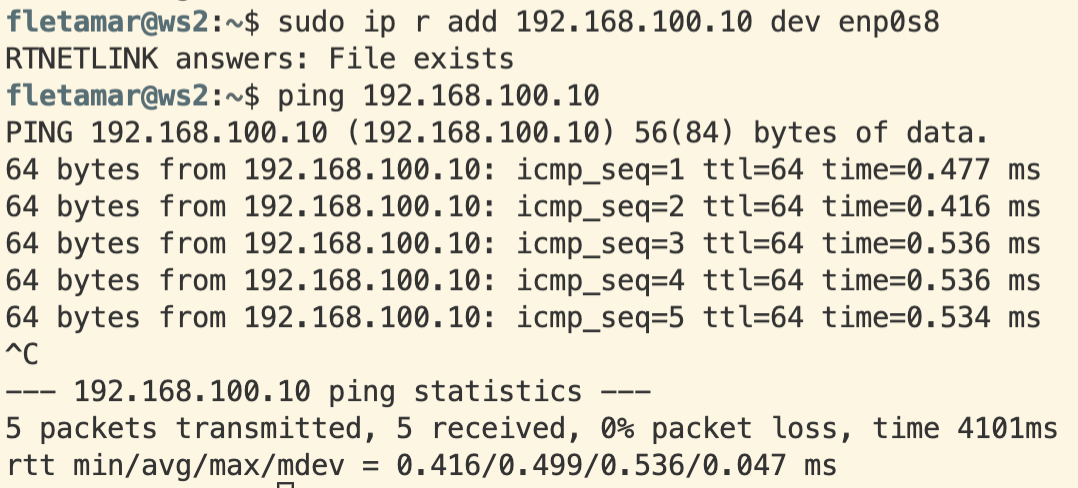 fletamar@ws2:~$ sudo ip r add 192.168.100.10 dev enp0s8
RTNETLINK answers: File exists
fletamar@ws2:~$ ping 192.168.100.10
PING 192.168.100.10 (192.168.100.10) 56(84) bytes of data.
64 bytes from 192.168.100.10: icmp_seq=1 ttl=64 time=0.477 ms
64 bytes from 192.168.100.10: icmp_seq=2 ttl=64 time=0.416 ms
64 bytes from 192.168.100.10: icmp_seq=3 ttl=64 time=0.536 ms
64 bytes from 192.168.100.10: icmp_seq=4 ttl=64 time=0.536 ms
64 bytes from 192.168.100.10: icmp_seq=5 ttl=64 time=0.534 ms
^C
--- 192.168.100.10 ping statistics ---
5 packets transmitted, 5 received, 0% packet loss, time 4101ms
rtt min/avg/max/mdev = 0.416/0.499/0.536/0.047 ms